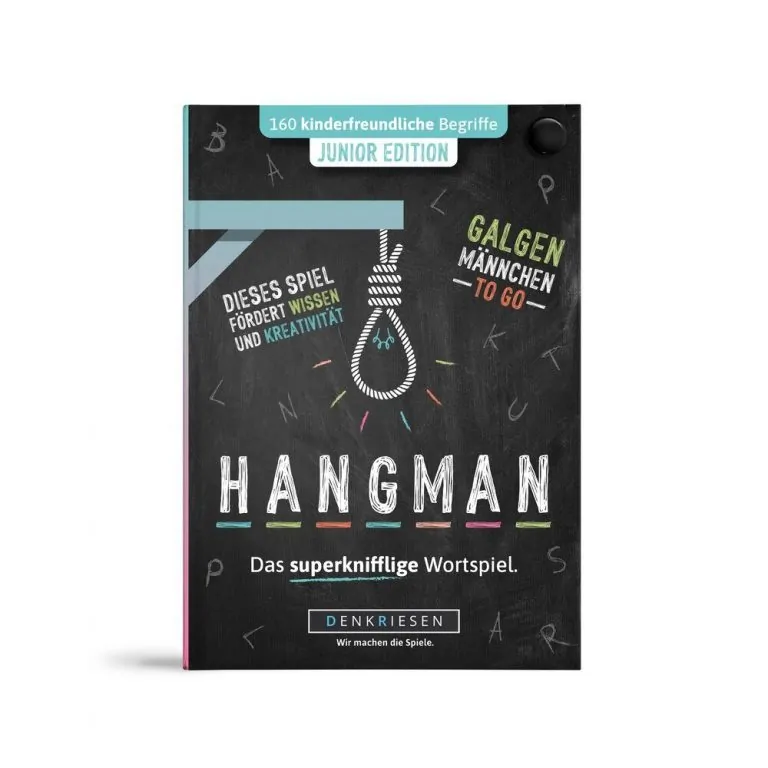 160 kinderfreundliche Begriffe
JUNIOR EDITION
B
A
L
P
L
GALGEN
MÄNNCHEN
TO GO
DIESES SPIEL
FÖRDERT WISSEN
UND KREATIVITÄT
K
T
L
N
L
U
T
HANGMAN
Das superknifflige Wortspiel.
P
S
DENKRIESEN
Wir machen die Spiele.
L
A
R